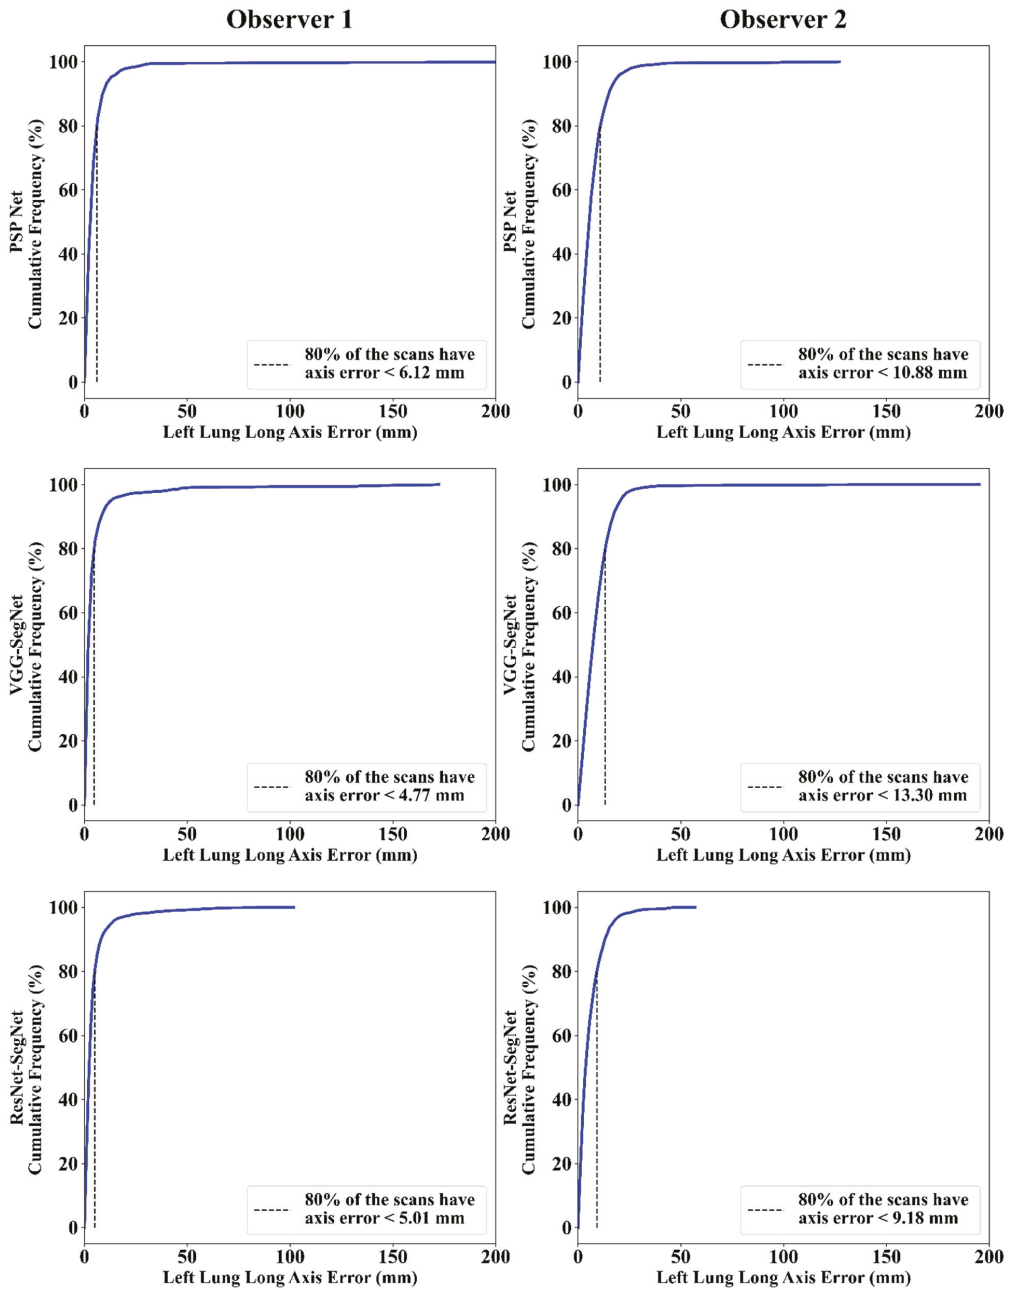 Observer 1
Observer 2
PSP Net
Cumulative Frequency (%)
100
80
60
40
20
0
80% of the scans have
axis error < 6.12 mm
0 50 100 150 200
Left Lung Long Axis Error (mm)
PSP Net
Cumulative Frequency (%)
100
80
60
40
20
0
80% of the scans have
axis error < 10.88 mm
0 50 100 150 200
Left Lung Long Axis Error (mm)
VGG-SegNet
Cumulative Frequency (%)
100
80
60
40
20
0
80% of the scans have
axis error < 4.77 mm
0 50 100 150 200
Left Lung Long Axis Error (mm)
VGG-SegNet
Cumulative Frequency (%)
100
80
60
40
20
0
80% of the scans have
axis error < 13.30 mm
0 50 100 150 200
Left Lung Long Axis Error (mm)
ResNet-SegNet
Cumulative Frequency (%)
100
80
60
40
20
0
80% of the scans have
axis error < 5.01 mm
0 50 100 150 200
Left Lung Long Axis Error (mm)
ResNet-SegNet
Cumulative Frequency (%)
100
80
60
40
20
0
80% of the scans have
axis error < 9.18 mm
0 50 100 150 200
Left Lung Long Axis Error (mm)